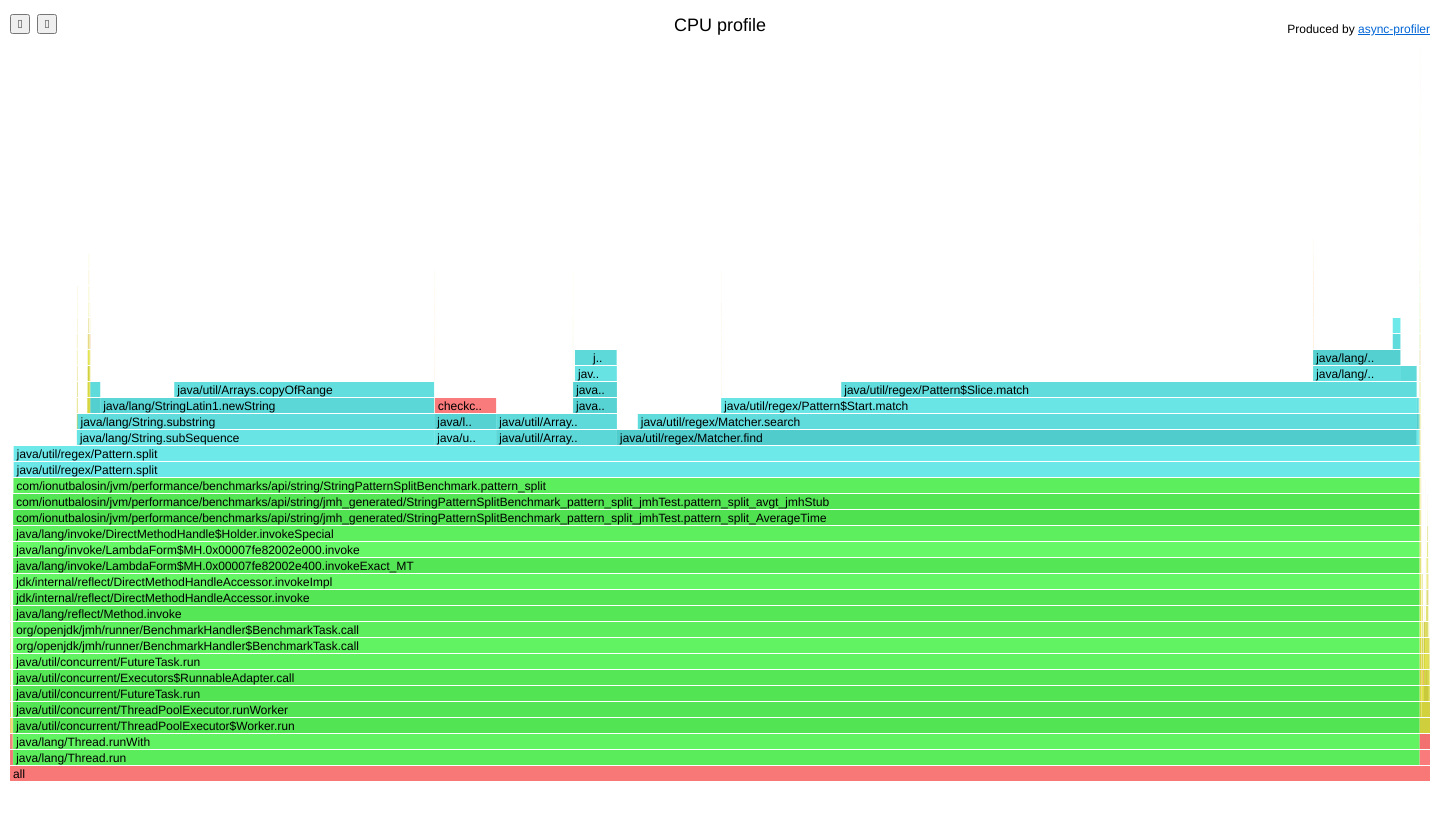 CPU profile
Produced by async-profiler
j..
java/lang/..
jav..
java/lang/..
java/util/Arrays.copyOfRange
java..
java/util/regex/Pattern$Slice.match
java/lang/StringLatin1.newString
checkc..
java..
java/util/regex/Pattern$Start.match
java/lang/String.substring
java/l..
java/util/Array..
java/util/regex/Matcher.search
java/lang/String.subSequence
java/u..
java/util/Array..
java/util/regex/Matcher.find
java/util/regex/Pattern.split
java/util/regex/Pattern.split
com/ionutbalosin/jvm/performance/benchmarks/api/string/StringPatternSplitBenchmark.pattern_split
com/ionutbalosin/jvm/performance/benchmarks/api/string/jmh_generated/StringPatternSplitBenchmark_pattern_split_jmhTest.pattern_split_avgt_jmhStub
com/ionutbalosin/jvm/performance/benchmarks/api/string/jmh_generated/StringPatternSplitBenchmark_pattern_split_jmhTest.pattern_split_AverageTime
java/lang/invoke/DirectMethodHandle$Holder.invokeSpecial
java/lang/invoke/LambdaForm$MH.0x00007fe82002e000.invoke
java/lang/invoke/LambdaForm$MH.0x00007fe82002e400.invokeExact_MT
jdk/internal/reflect/DirectMethodHandleAccessor.invokeImpl
jdk/internal/reflect/DirectMethodHandleAccessor.invoke
java/lang/reflect/Method.invoke
org/openjdk/jmh/runner/BenchmarkHandler$BenchmarkTask.call
org/openjdk/jmh/runner/BenchmarkHandler$BenchmarkTask.call
java/util/concurrent/FutureTask.run
java/util/concurrent/Executors$RunnableAdapter.call
java/util/concurrent/FutureTask.run
java/util/concurrent/ThreadPoolExecutor.runWorker
java/util/concurrent/ThreadPoolExecutor$Worker.run
java/lang/Thread.runWith
java/lang/Thread.run
all